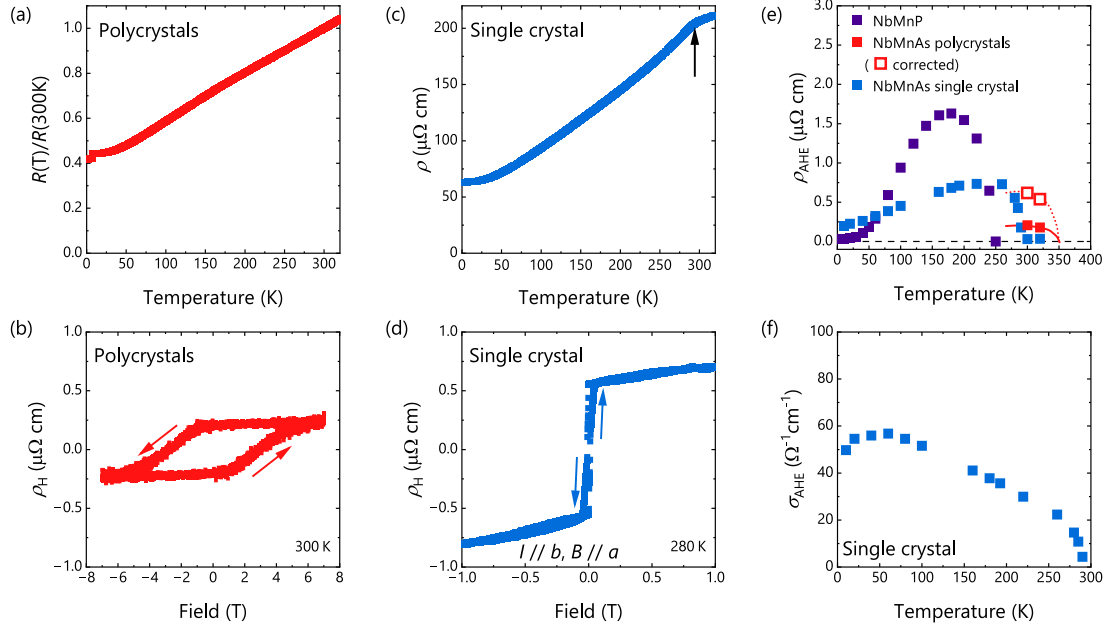 (a)
Polycrystals
R(T)/R(300K)
1.0
0.8
0.6
0.4
0.2
0.0
0 50 100 150 200 250 300
Temperature (K)
(b)
Polycrystals
ρH (μΩ cm)
1.0
0.5
0.0
−0.5
−1.0
300 K
−8 −6 −4 −2 0 2 4 6 8
Field (T)
(c)
Single crystal
ρ (μΩ cm)
200
150
100
50
0
0 50 100 150 200 250 300
Temperature (K)
(d)
Single crystal
ρH (μΩ cm)
1.0
0.5
0.0
−0.5
−1.0
I // b, B // a
280 K
−1.0 −0.5 0.0 0.5 1.0
Field (T)
(e)
NbMnP
NbMnAs polycrystals
( corrected)
NbMnAs single crystal
ρAHE (μΩ cm)
3.0
2.5
2.0
1.5
1.0
0.5
0.0
0 50 100 150 200 250 300 350 400
Temperature (K)
(f)
σAHE (Ω−1cm−1)
100
80
60
40
20
0
Single crystal
0 50 100 150 200 250 300
Temperature (K)